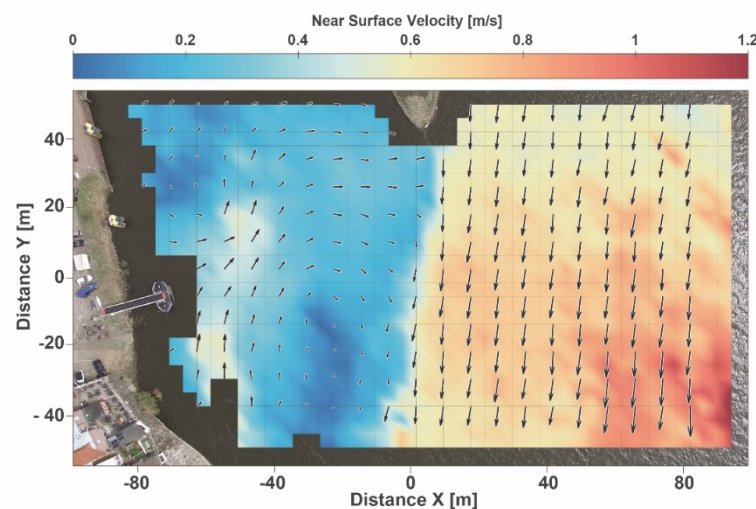 Near Surface Velocity [m/s]
0 0.2 0.4 0.6 0.8 1 1.2
Distance Y [m]
40
20
0
-20
- 40
-80 -40 0 40 80
Distance X [m]